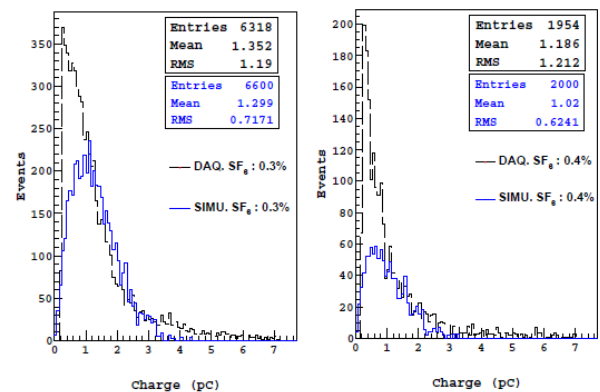 Entries 6318
Mean 1.352
RMS 1.19
Entries 6600
Mean 1.299
RMS 0.7171
DAQ. SF6 : 0.3%
SIMU. SF6 : 0.3%
Events
350
300
250
200
150
100
50
0
0 1 2 3 4 5 6 7
Charge (pC)
Entries 1954
Mean 1.186
RMS 1.212
Entries 2000
Mean 1.02
RMS 0.6241
DAQ. SF6 : 0.4%
SIMU. SF6 : 0.4%
Events
200
180
160
140
120
100
80
60
40
20
0
0 1 2 3 4 5 6 7
Charge (pC)